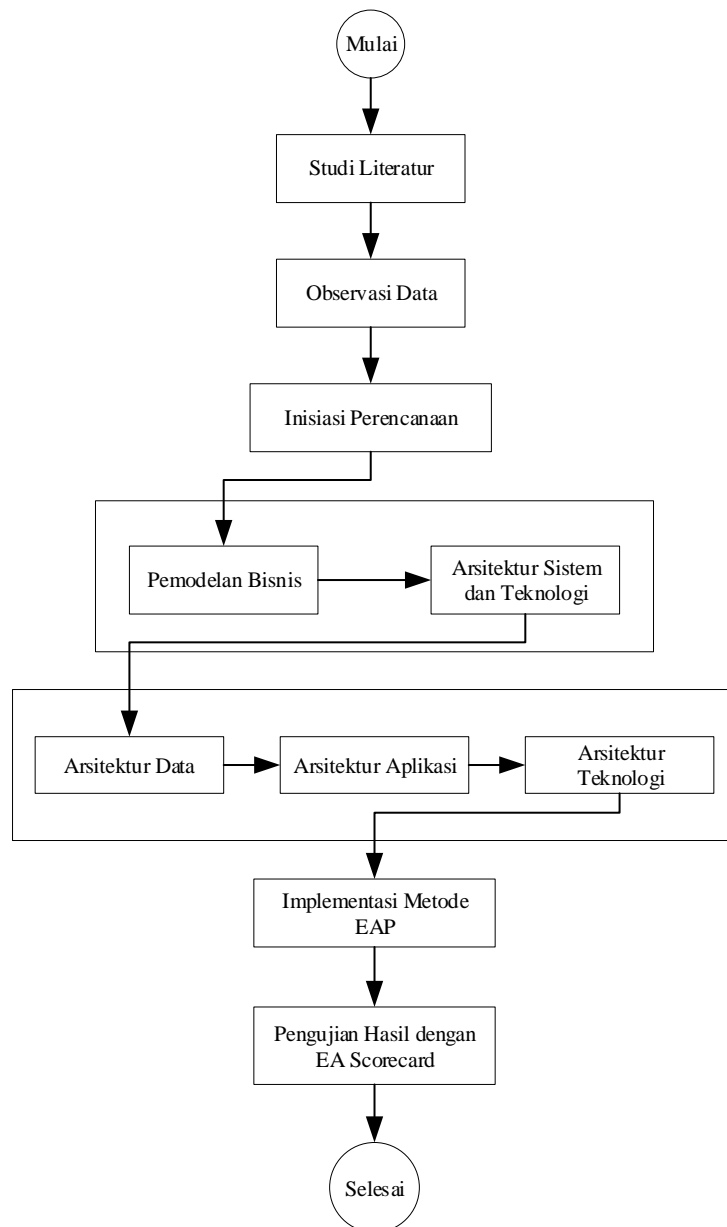 Mulai
Studi Literatur
Observasi Data
Inisiasi Perencanaan
Pemodelan Bisnis
Arsitektur Sistem
dan Teknologi
Arsitektur Data
Arsitektur Aplikasi
Arsitektur
Teknologi
Implementasi Metode
EAP
Pengujian Hasil dengan
EA Scorecard
Selesai